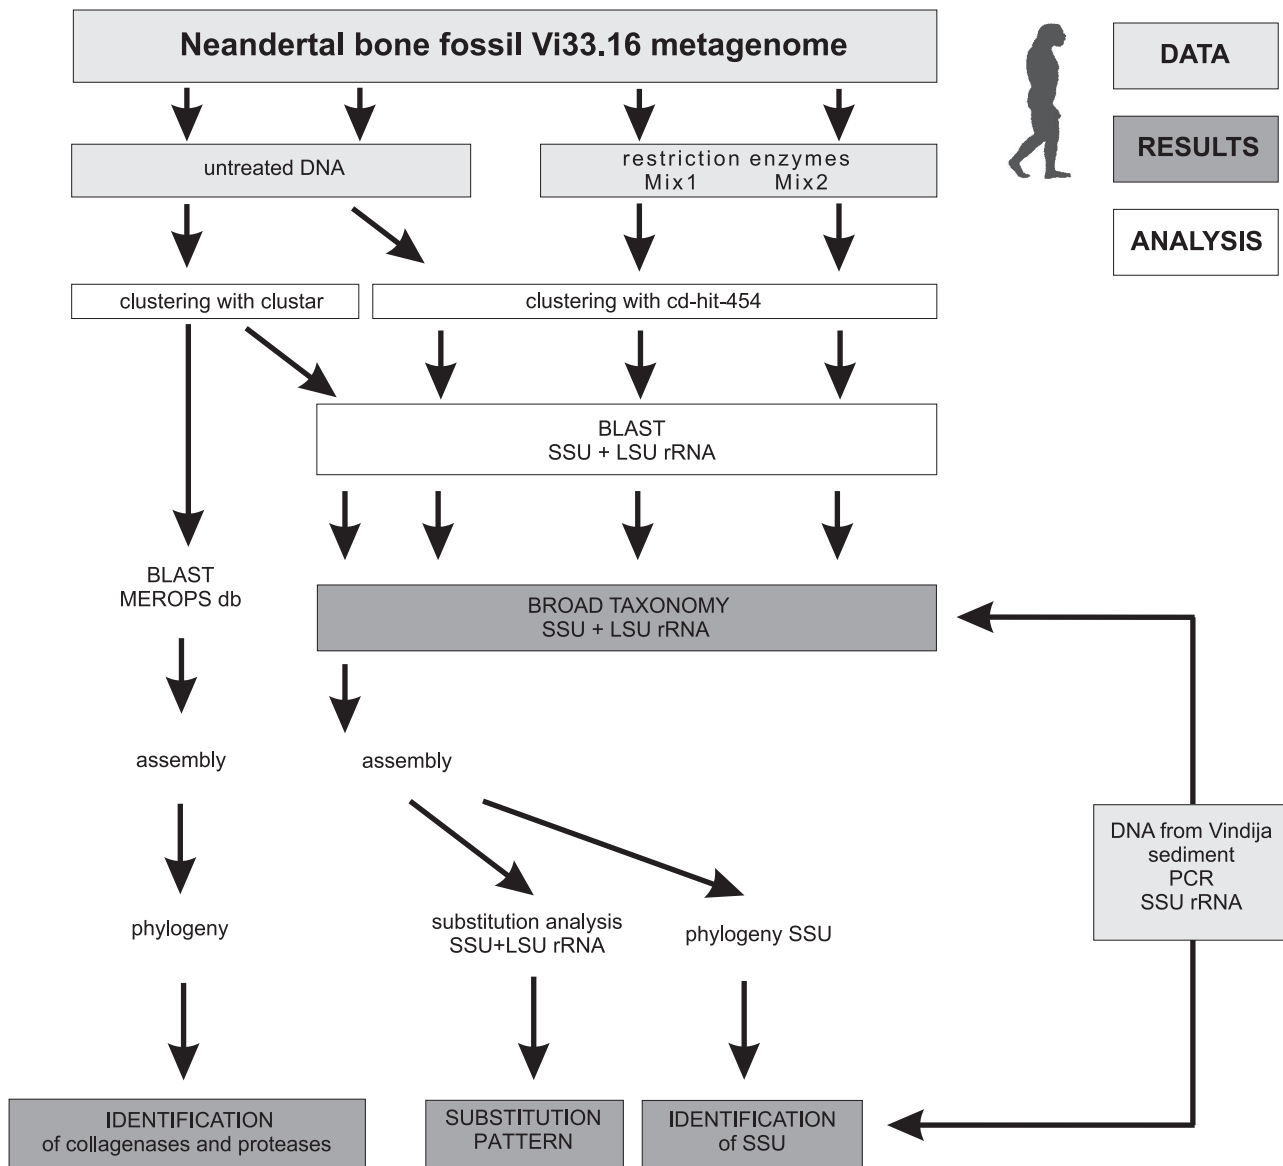 Neandertal bone fossil Vi33.16 metagenome
DATA
RESULTS
ANALYSIS
untreated DNA
restriction enzymes
Mix1 Mix2
clustering with clustar
clustering with cd-hit-454
BLAST
SSU + LSU rRNA
BLAST
MEROPS db
BROAD TAXONOMY
SSU + LSU rRNA
assembly
assembly
DNA from Vindija
sediment
PCR
SSU rRNA
phylogeny
substitution analysis
SSU+LSU rRNA
phylogeny SSU
IDENTIFICATION
of collagenases and proteases
SUBSTITUTION
PATTERN
IDENTIFICATION
of SSU